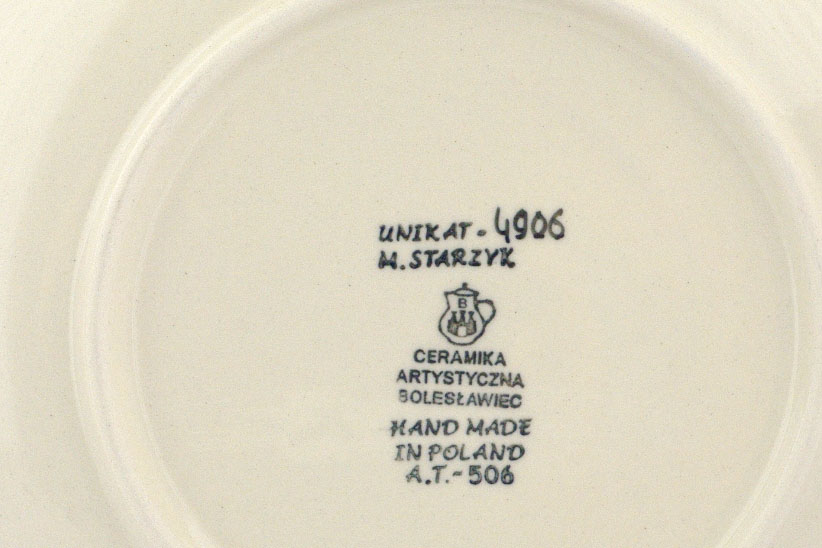 UNIKAT - 4906
M. STARZYK
B
CERAMIKA
ARTYSTYCZNA
BOLESŁAWIEC
HAND MADE
IN POLAND
A.T.-506